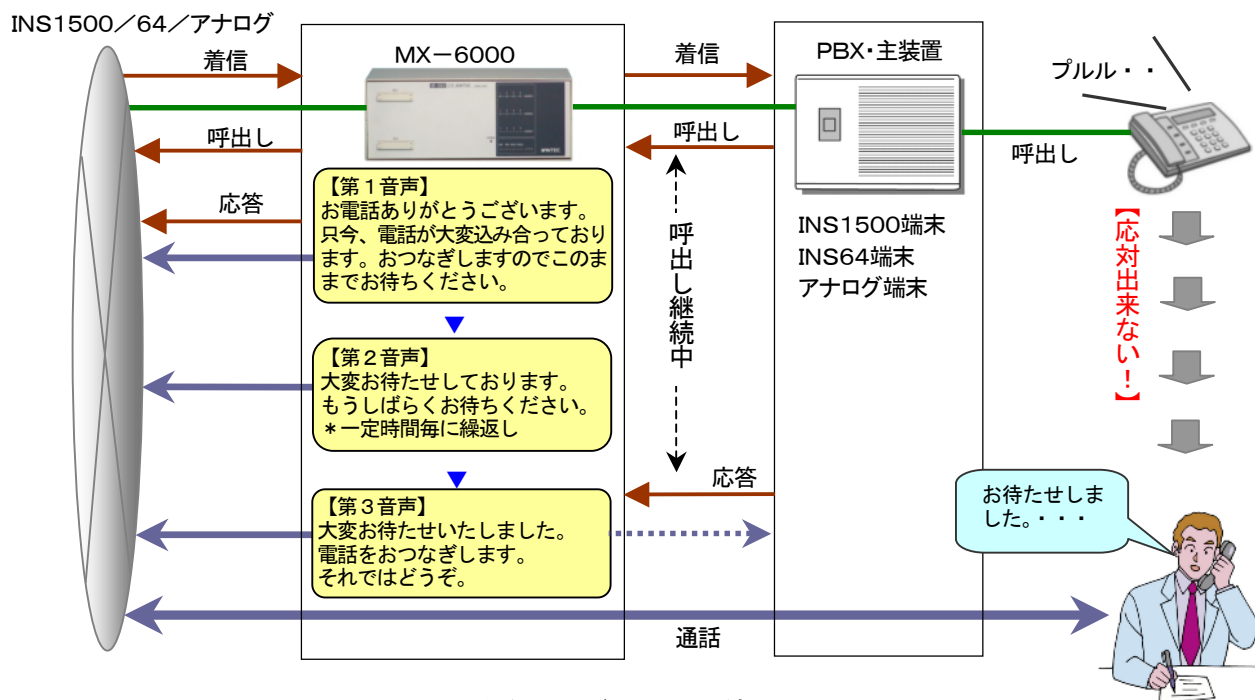 INS1500／64／アナログ
着信
MX－6000
着信
PBX・主装置
プルル・・
呼出し
呼出し
呼出し
応答
【第１音声】
お電話ありがとうございます。
只今、電話が大変込み合っており
ます。おつなぎしますのでこのま
までお待ちください。
呼出し継続中
INS1500端末
INS64端末
アナログ端末
【応対出来ない！】
【第２音声】
大変お待たせしております。
もうしばらくお待ちください。
＊一定時間毎に繰返し
応答
【第３音声】
大変お待たせいたしました。
電話をおつなぎします。
それではどうぞ。
お待たせしま
した。・・・
通話